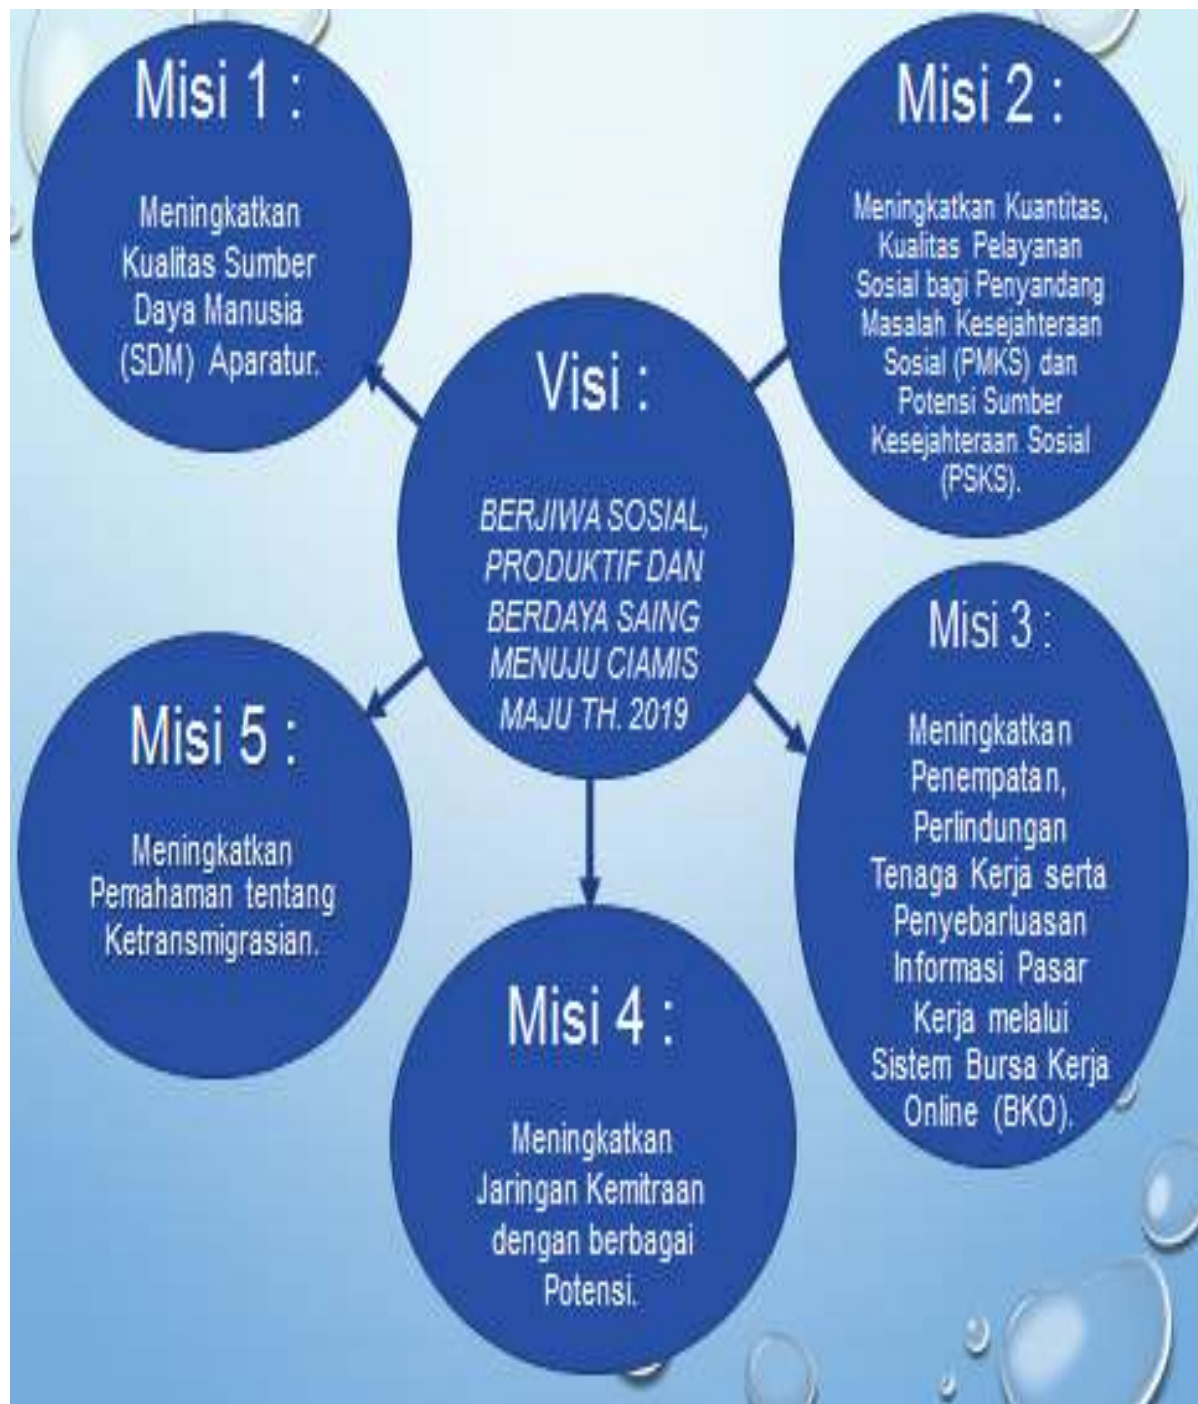 Misi 1 :
Meningkatkan
Kualitas Sumber
Daya Manusia
(SDM) Aparatur.
Misi 2 :
Meningkatkan Kuantitas,
Kualitas Pelayanan
Sosial bagi Penyandang
Masalah Kesejahteraan
Sosial (PMKS) dan
Potensi Sumber
Kesejahteraan Sosial
(PSKS).
Visi :
BERJIWA SOSIAL,
PRODUKTIF DAN
BERDAYA SAING
MENUJU CIAMIS
MAJU TH. 2019
Misi 3 :
Meningkatkan
Penempatan,
Perlindungan
Tenaga Kerja serta
Penyebarluasan
Informasi Pasar
Kerja melalui
Sistem Bursa Kerja
Online (BKO).
Misi 4 :
Meningkatkan
Jaringan Kemitraan
dengan berbagai
Potensi.
Misi 5 :
Meningkatkan
Pemahaman tentang
Ketransmigrasian.